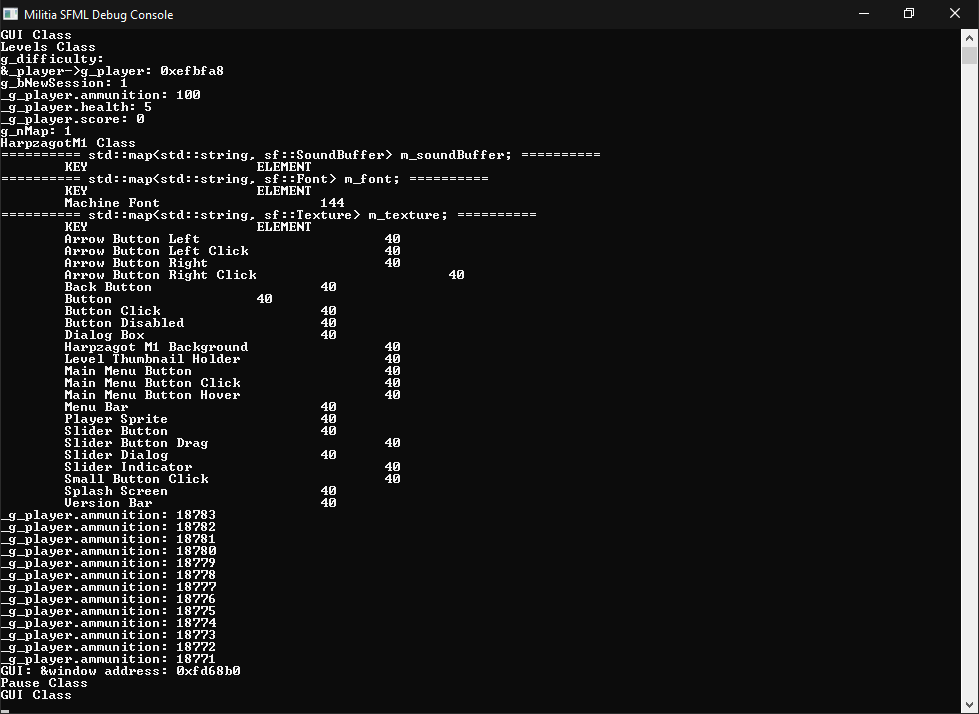 Militia SFML Debug Console
GUI Class
Levels Class
g_difficulty:
&_player->g_player: 0xefbfa8
g_bNewSession: 1
_g_player.ammunition: 100
_g_player.health: 5
_g_player.score: 0
g_nMap: 1
HarpzagotM1 Class
========== std::map<std::string, sf::SoundBuffer> m_soundBuffer; ==========
KEY ELEMENT
========== std::map<std::string, sf::Font> m_font; ==========
KEY ELEMENT
Machine Font 144
========== std::map<std::string, sf::Texture> m_texture; ==========
KEY ELEMENT
Arrow Button Left 40
Arrow Button Left Click 40
Arrow Button Right 40
Arrow Button Right Click 40
Back Button 40
Button 40
Button Click 40
Button Disabled 40
Dialog Box 40
Harpzagot M1 Background 40
Level Thumbnail Holder 40
Main Menu Button 40
Main Menu Button Click 40
Main Menu Button Hover 40
Menu Bar 40
Player Sprite 40
Slider Button 40
Slider Button Drag 40
Slider Dialog 40
Slider Indicator 40
Small Button Click 40
Splash Screen 40
Version Bar 40
_g_player.ammunition: 18783
_g_player.ammunition: 18782
_g_player.ammunition: 18781
_g_player.ammunition: 18780
_g_player.ammunition: 18779
_g_player.ammunition: 18778
_g_player.ammunition: 18777
_g_player.ammunition: 18776
_g_player.ammunition: 18775
_g_player.ammunition: 18774
_g_player.ammunition: 18773
_g_player.ammunition: 18772
_g_player.ammunition: 18771
GUI: &window address: 0xfd68b0
Pause Class
GUI Class